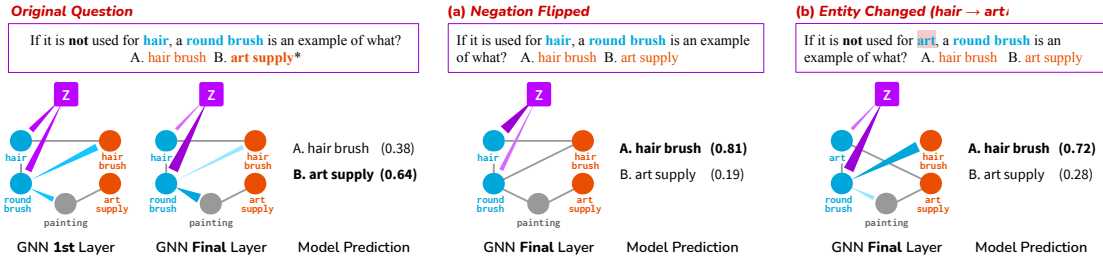 Original Question
If it is not used for hair, a round brush is an example of what?
A. hair brush B. art supply*
Z
hair
hair
brush
round
brush
art
supply
painting
GNN 1st Layer
Z
hair
hair
brush
round
brush
art
supply
painting
GNN Final Layer
A. hair brush (0.38)
B. art supply (0.64)
Model Prediction
(a) Negation Flipped
If it is used for hair, a round brush is an example
of what? A. hair brush B. art supply
Z
hair
hair
brush
round
brush
art
supply
painting
GNN Final Layer
A. hair brush (0.81)
B. art supply (0.19)
Model Prediction
(b) Entity Changed (hair → art)
If it is not used for art, a round brush is an
example of what? A. hair brush B. art supply
Z
art
hair
brush
round
brush
art
supply
painting
GNN Final Layer
A. hair brush (0.72)
B. art supply (0.28)
Model Prediction